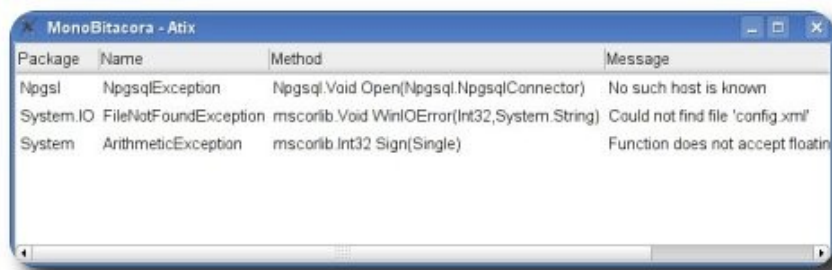 MonoBitacora - Atix
Package Name Method Message
Npgsl NpgsqlException Npgsql.Void Open(Npgsql.NpgsqlConnector) No such host is known
System.IO FileNotFoundException mscorlib.Void WinIOError(Int32,System.String) Could not find file 'config.xml'
System ArithmeticException mscorlib.Int32 Sign(Single) Function does not accept floatin